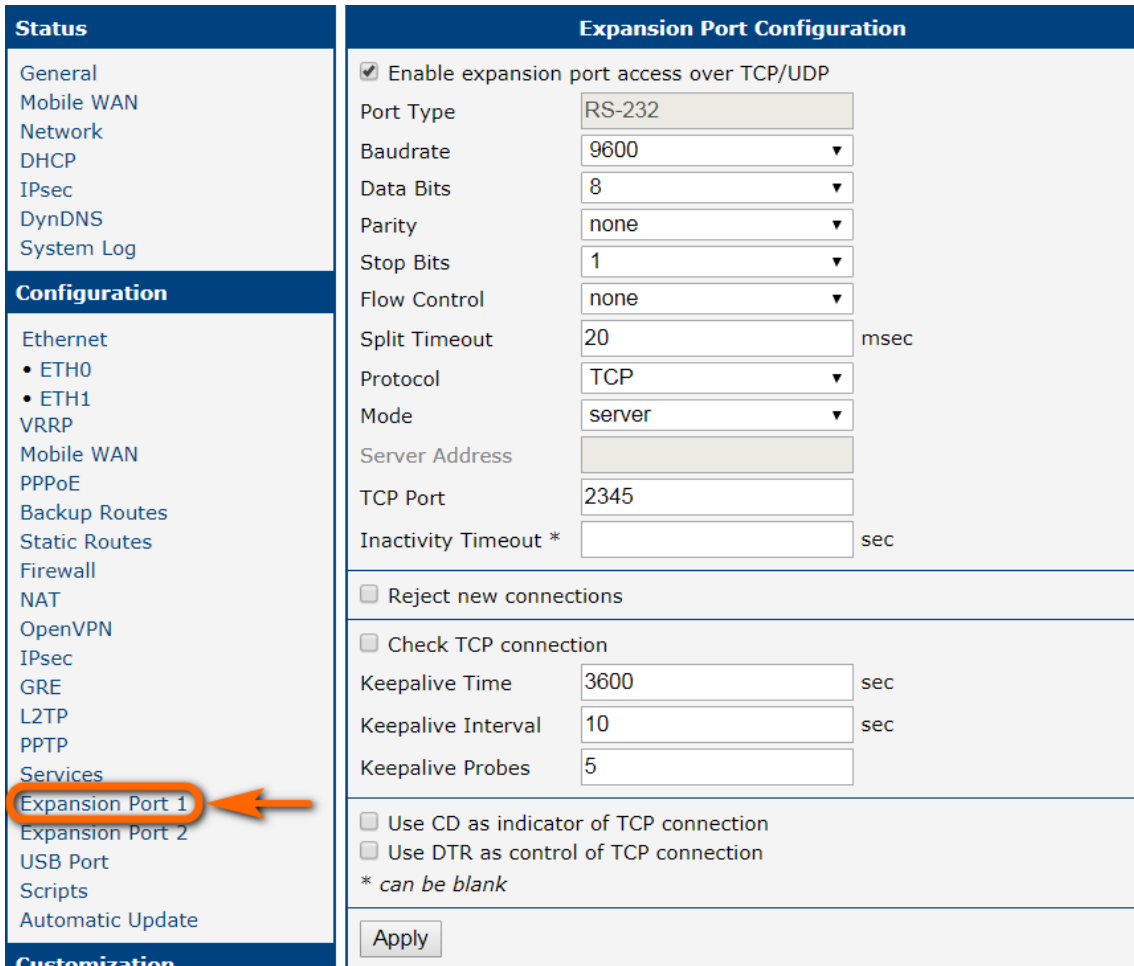 Status
General
Mobile WAN
Network
DHCP
IPsec
DynDNS
System Log
Configuration
Ethernet
• ETH0
• ETH1
VRRP
Mobile WAN
PPPoE
Backup Routes
Static Routes
Firewall
NAT
OpenVPN
IPsec
GRE
L2TP
PPTP
Services
Expansion Port 1
Expansion Port 2
USB Port
Scripts
Automatic Update
Customization
Expansion Port Configuration
Enable expansion port access over TCP/UDP
Port Type RS-232
Baudrate 9600
Data Bits 8
Parity none
Stop Bits 1
Flow Control none
Split Timeout 20 msec
Protocol TCP
Mode server
Server Address
TCP Port 2345
Inactivity Timeout * sec
Reject new connections
Check TCP connection
Keepalive Time 3600 sec
Keepalive Interval 10 sec
Keepalive Probes 5
Use CD as indicator of TCP connection
Use DTR as control of TCP connection
* can be blank
Apply